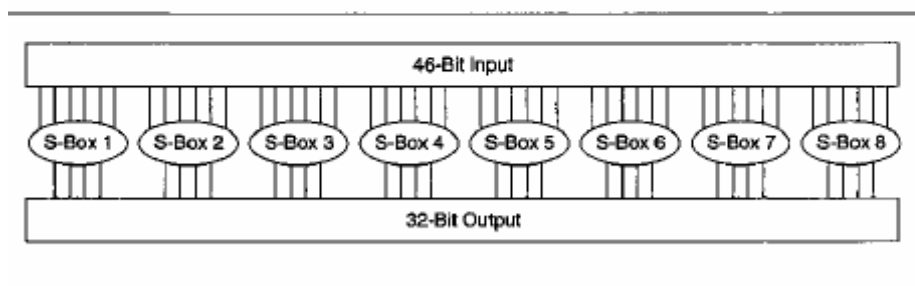 46-Bit Input
S-Box 1 S-Box 2 S-Box 3 S-Box 4 S-Box 5 S-Box 6 S-Box 7 S-Box 8
32-Bit Output